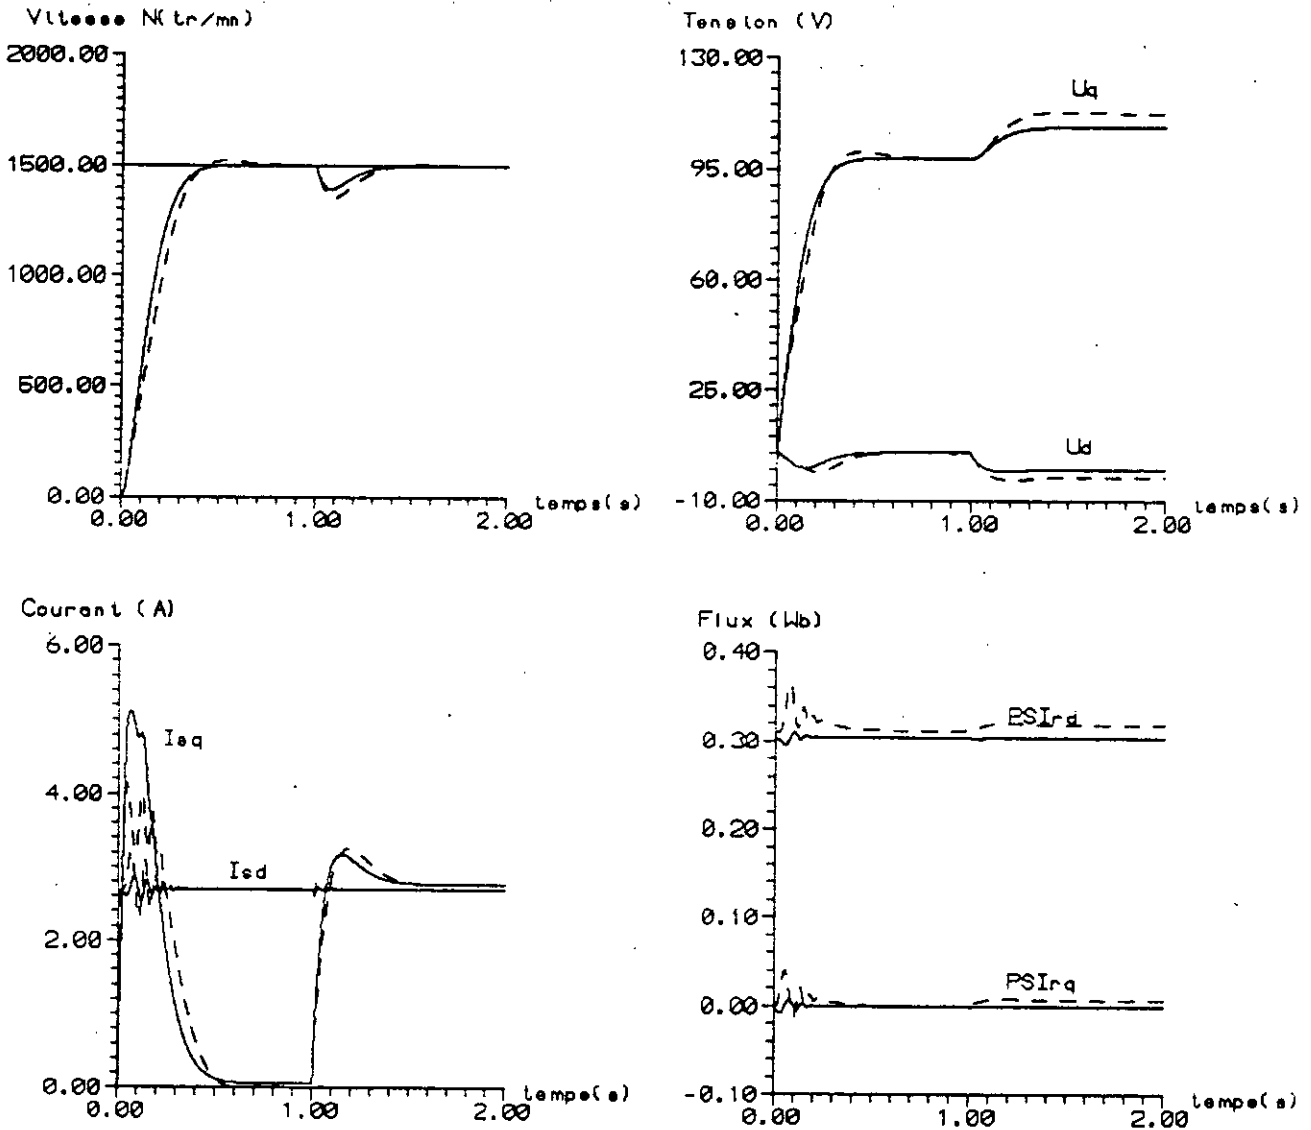 Vitesse N(tr/mn)
2000.00
1500.00
1000.00
500.00
0.00
0.00
1.00
2.00
temps(s)
Tension (V)
130.00
95.00
60.00
25.00
-10.00
0.00
1.00
2.00
temps(s)
Uq
Ud
Courant (A)
6.00
4.00
2.00
0.00
0.00
1.00
2.00
temps(s)
Isq
Isd
Flux (Wb)
0.40
0.30
0.20
0.10
0.00
-0.10
0.00
1.00
2.00
temps(s)
PSIrd
PSIrq